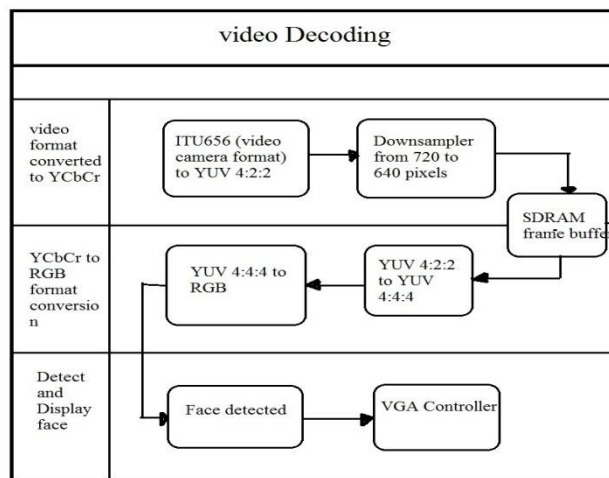 video Decoding
video
format
converted
to YCbCr
ITU656 (video
camera format)
to YUV 4:2:2
Downsampler
from 720 to
640 pixels
SDRAM
frame buffer
YCbCr to
RGB
format
conversio
n
YUV 4:4:4 to
RGB
YUV 4:2:2
to YUV
4:4:4
Detect
and
Display
face
Face detected
VGA Controller